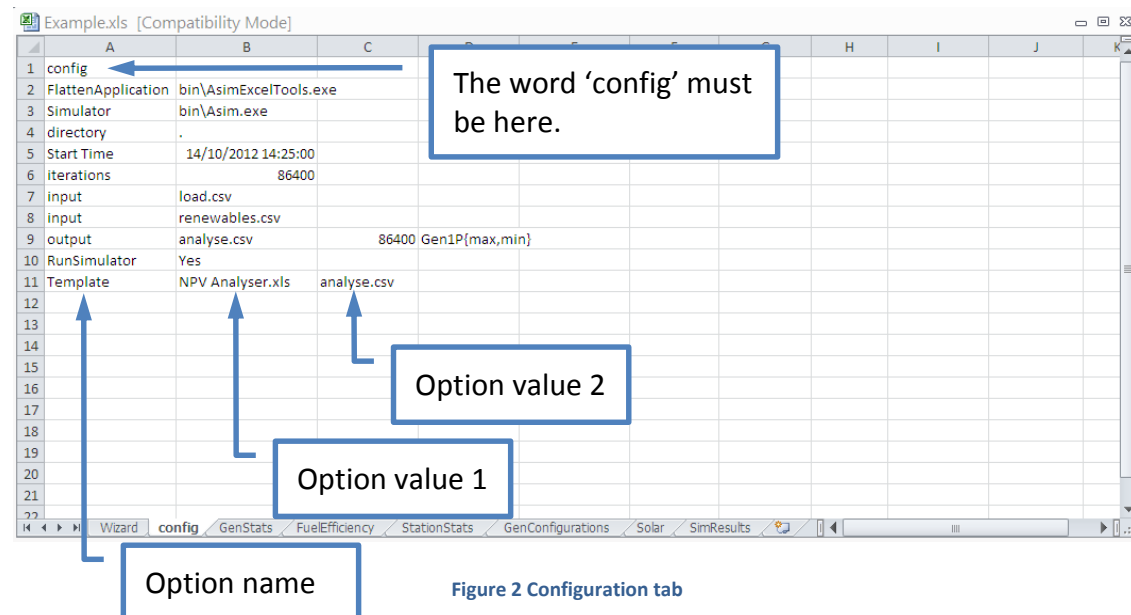 Example.xls [Compatibility Mode]
A B C H I J K
1 config
2 FlattenApplication bin\AsimExcelTools.exe
3 Simulator bin\Asim.exe
4 directory .
5 Start Time 14/10/2012 14:25:00
6 iterations 86400
7 input load.csv
8 input renewables.csv
9 output analyse.csv 86400 Gen1P{max,min}
10 RunSimulator Yes
11 Template NPV Analyser.xls analyse.csv
12
13
14
15
16
17
18
19
20
21
22
The word ‘config’ must
be here.
Option value 2
Option value 1
Wizard config GenStats FuelEfficiency StationStats GenConfigurations Solar SimResults
Option name
Figure 2 Configuration tab